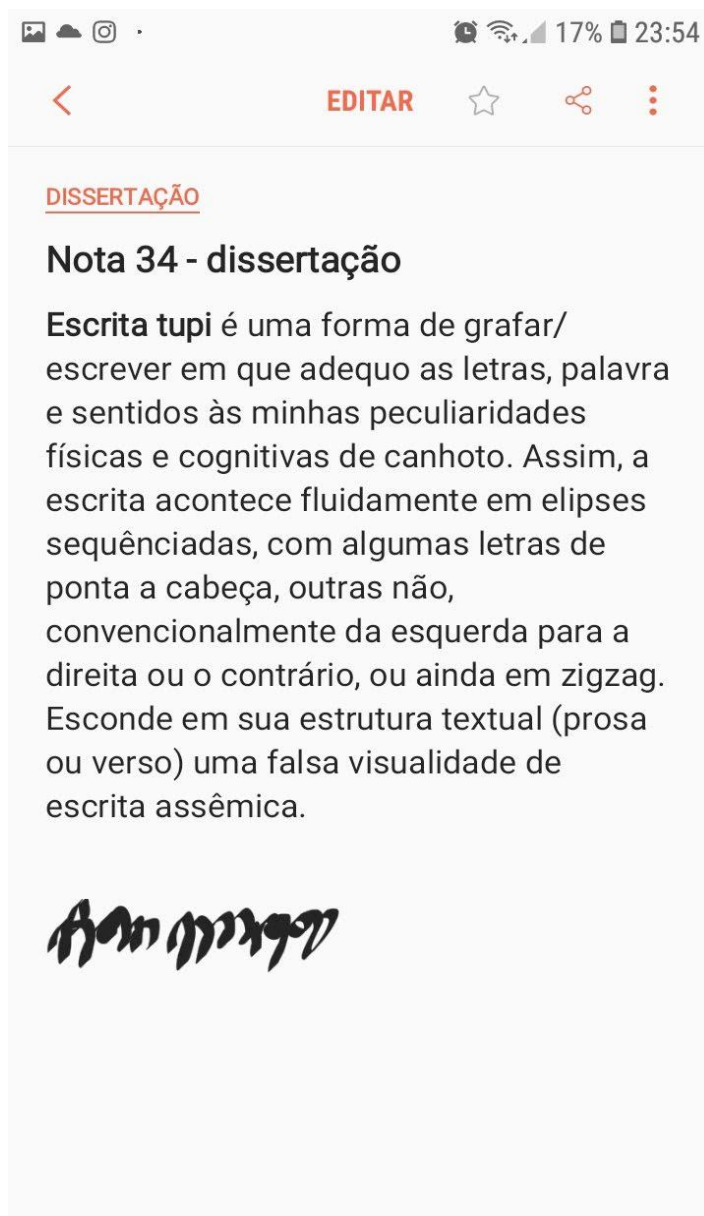 17% 23:54
EDITAR
DISSERTAÇÃO
Nota 34 - dissertação
Escrita tupi é uma forma de grafar/
escrever em que adequo as letras, palavra
e sentidos às minhas peculiaridades
físicas e cognitivas de canhoto. Assim, a
escrita acontece fluidamente em elipses
sequênciadas, com algumas letras de
ponta a cabeça, outras não,
convencionalmente da esquerda para a
direita ou o contrário, ou ainda em zigzag.
Esconde em sua estrutura textual (prosa
ou verso) uma falsa visualidade de
escrita assêmica.